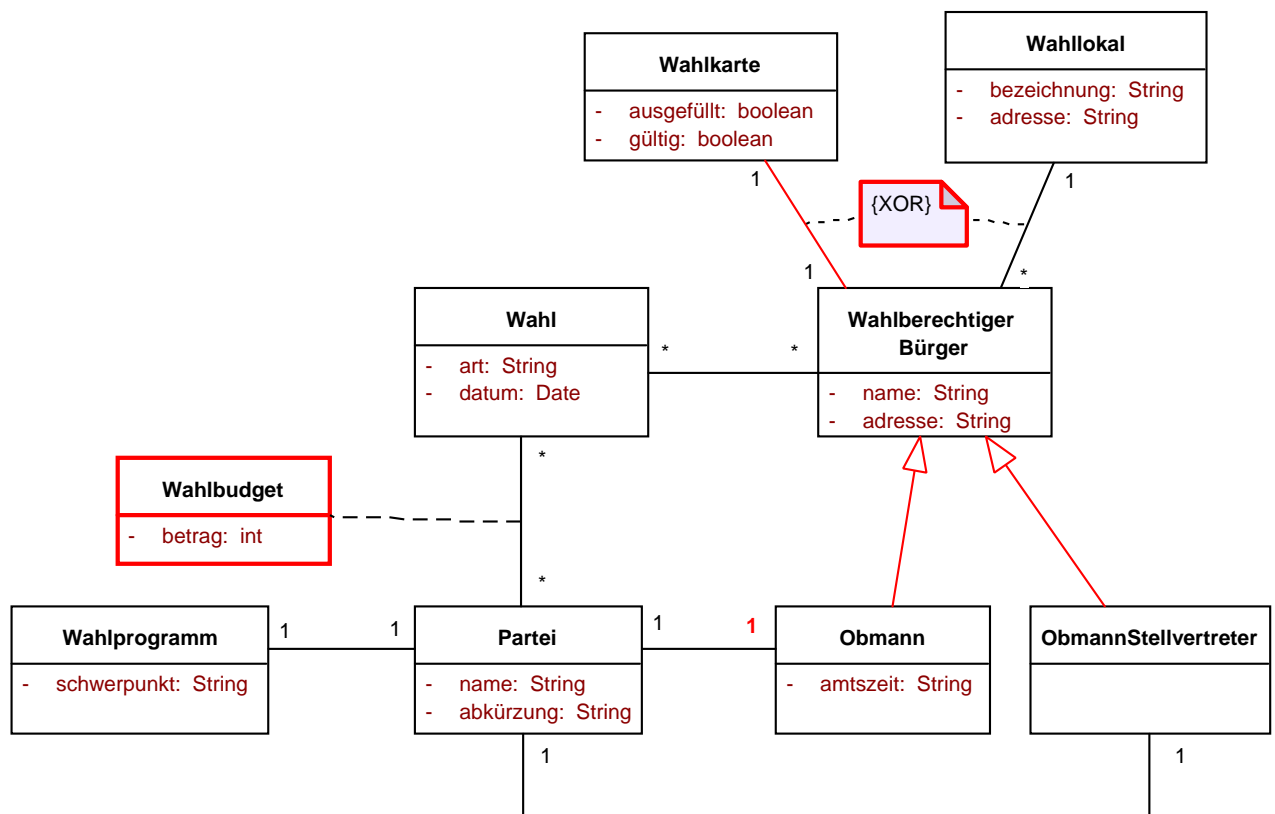 Wahllokal
- bezeichnung: String
- adresse: String
Wahlkarte
- ausgefüllt: boolean
- gültig: boolean
1
1
{XOR}
1
*
Wahl
- art: String
- datum: Date
*
*
Wahlberechtiger
Bürger
- name: String
- adresse: String
*
Wahlbudget
- betrag: int
*
Wahlprogramm
- schwerpunkt: String
1
1
Partei
- name: String
- abkürzung: String
1
1
Obmann
- amtszeit: String
ObmannStellvertreter
1
1